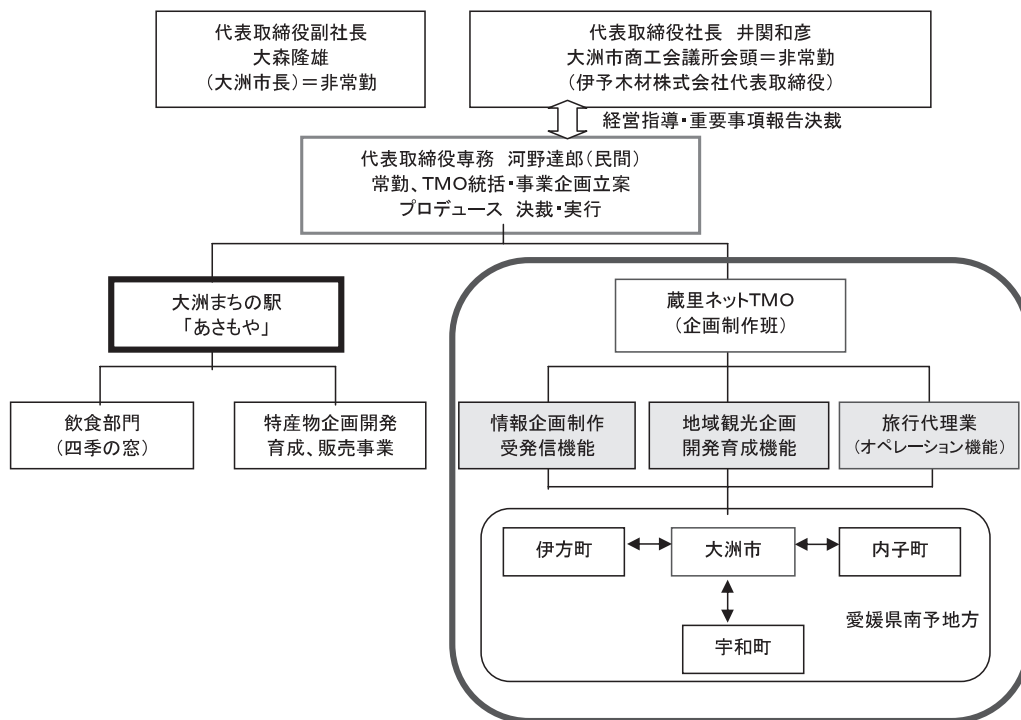 代表取締役副社長
大森隆雄
(大洲市長)=非常勤
代表取締役社長 井関和彦
大洲市商工会議所会頭=非常勤
(伊予木材株式会社代表取締役)
経営指導・重要事項報告決裁
代表取締役専務 河野達郎(民間)
常勤、TMO統括・事業企画立案
プロデュース 決裁・実行
大洲まちの駅
「あさもや」
蔵里ネットTMO
(企画制作班)
飲食部門
(四季の窓)
特産物企画開発
育成、販売事業
情報企画制作
受発信機能
地域観光企画
開発育成機能
旅行代理業
(オペレーション機能)
伊方町
大洲市
内子町
宇和町
愛媛県南予地方